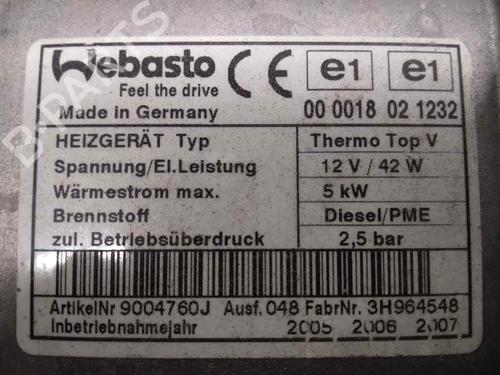 Webasto
Feel the drive
CE e1 e1
Made in Germany 00 0018 02 1232
HEIZGERÄT Typ Thermo Top V
Spannung/El.Leistung 12 V / 42 W
Wärmestrom max. 5 kW
Brennstoff Diesel/PME
zul. Betriebsüberdruck 2,5 bar
ArtikelNr 9004760J Ausf. 048 FabrNr. 3H964548
Inbetriebnahmejahr 2005 2006 2007
B-PARTS